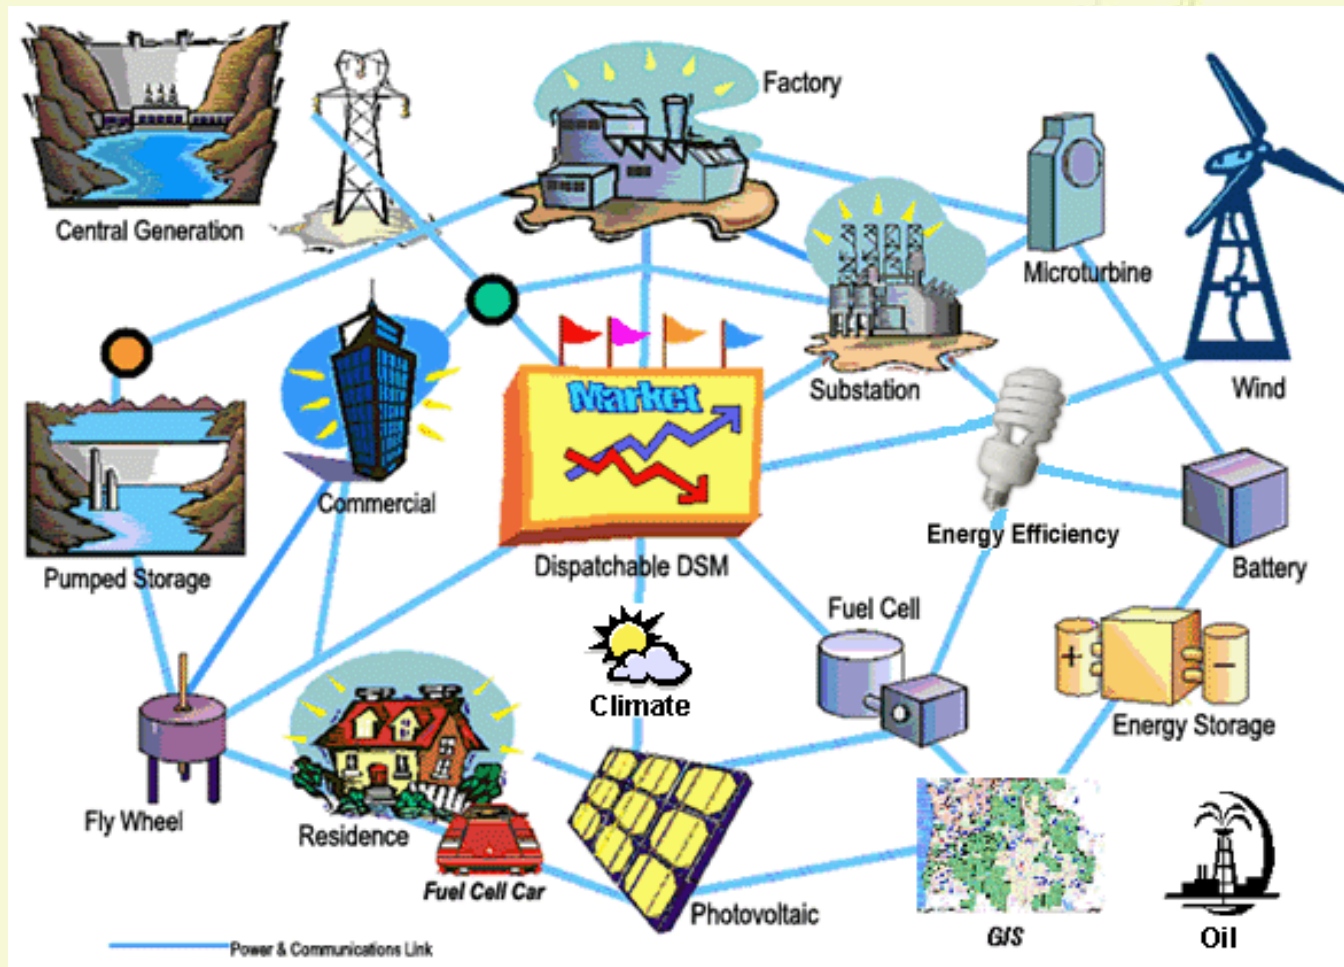 Factory
Central Generation
Microturbine
Market
Substation
Wind
Commercial
Energy Efficiency
Pumped Storage
Dispatchable DSM
Battery
Fuel Cell
+
−
Climate
Energy Storage
Fly Wheel
Residence
Fuel Cell Car
Photovoltaic
GIS
Oil
Power & Communications Link